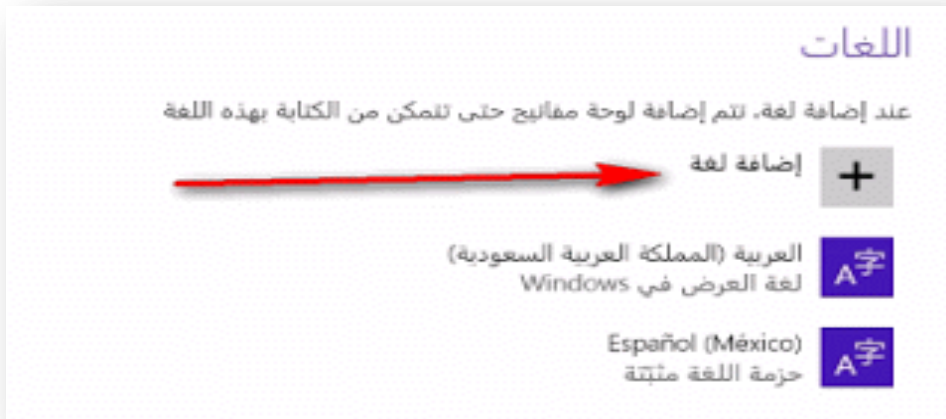 اللغات
عند إضافة لغة، تتم إضافة لوحة مفاتيح حتى تتمكن من الكتابة بهذه اللغة
إضافة لغة
العربية (المملكة العربية السعودية)
لغة العرض في Windows
Español (México)
حزمة اللغة مثبتة